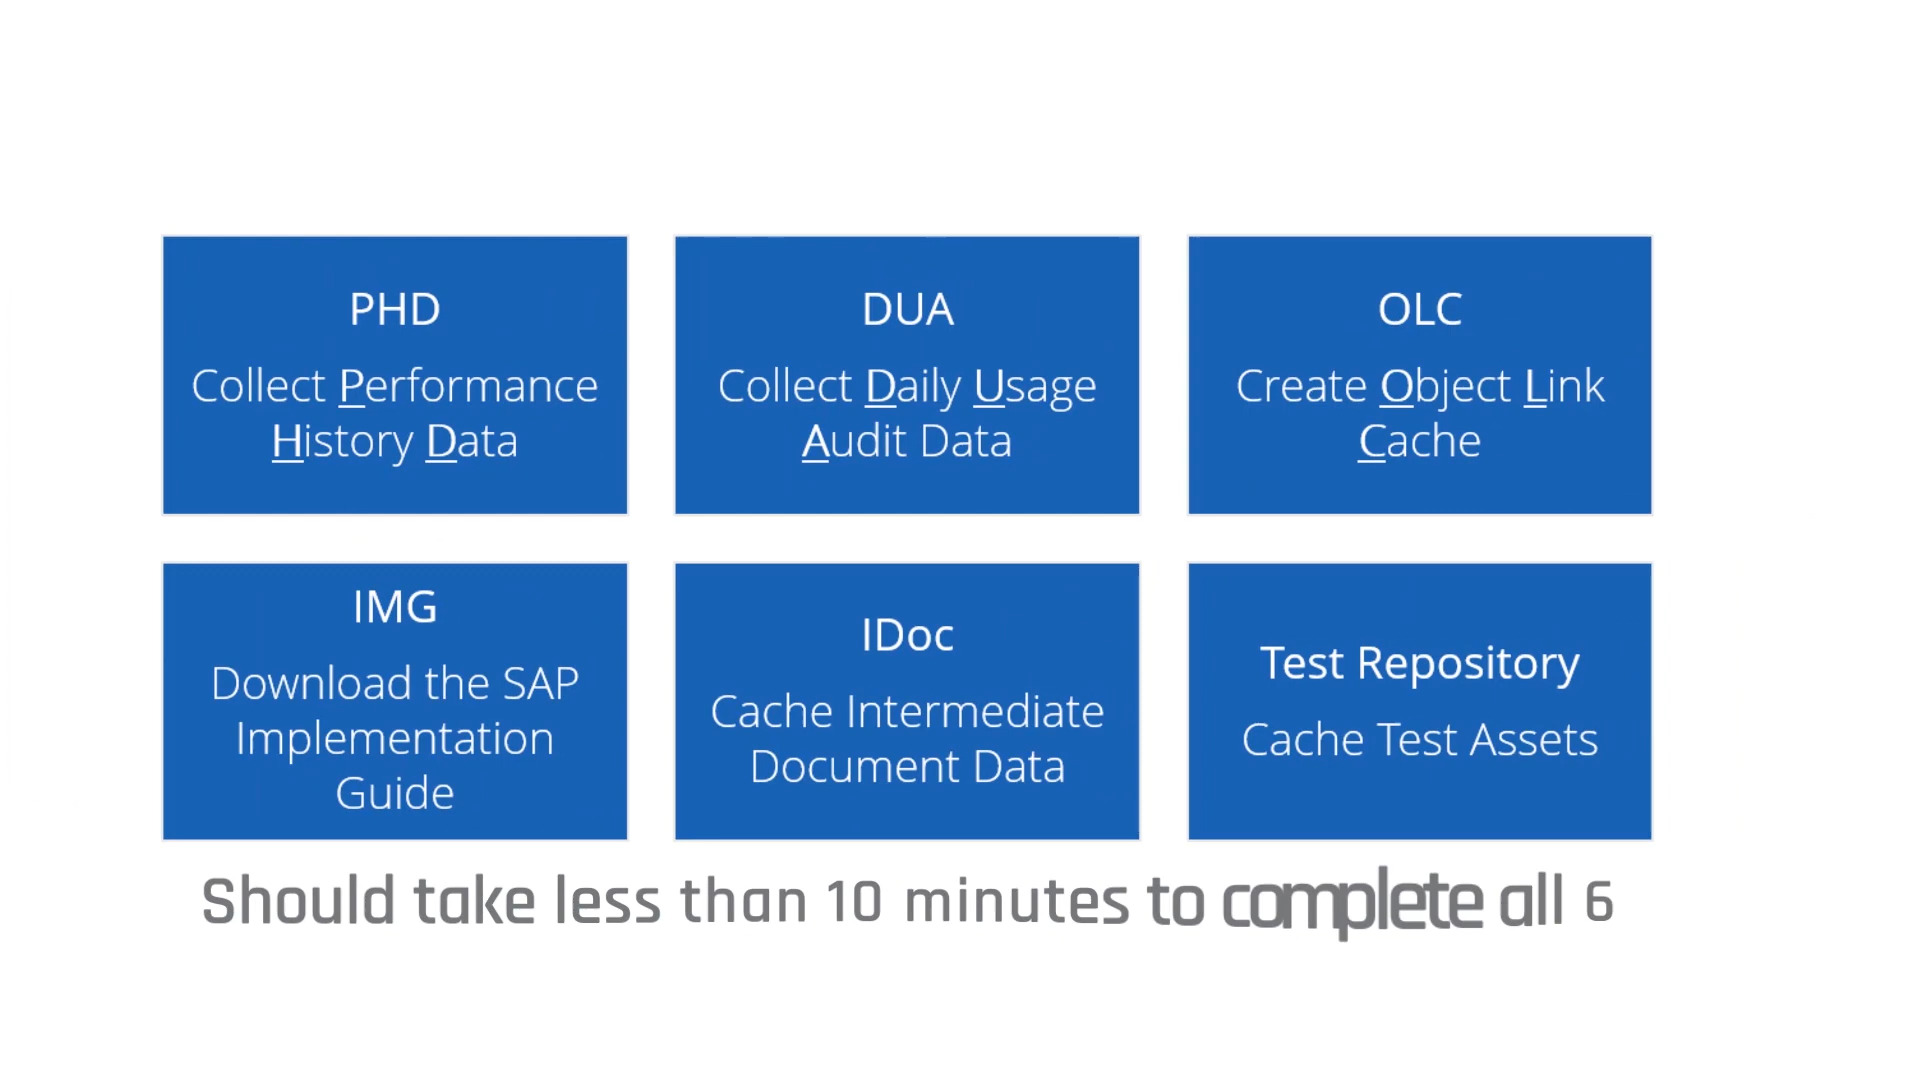 PHD
Collect Performance
History Data
DUA
Collect Daily Usage
Audit Data
OLC
Create Object Link
Cache
IMG
Download the SAP
Implementation
Guide
IDoc
Cache Intermediate
Document Data
Test Repository
Cache Test Assets
Should take less than 10 minutes to complete all 6